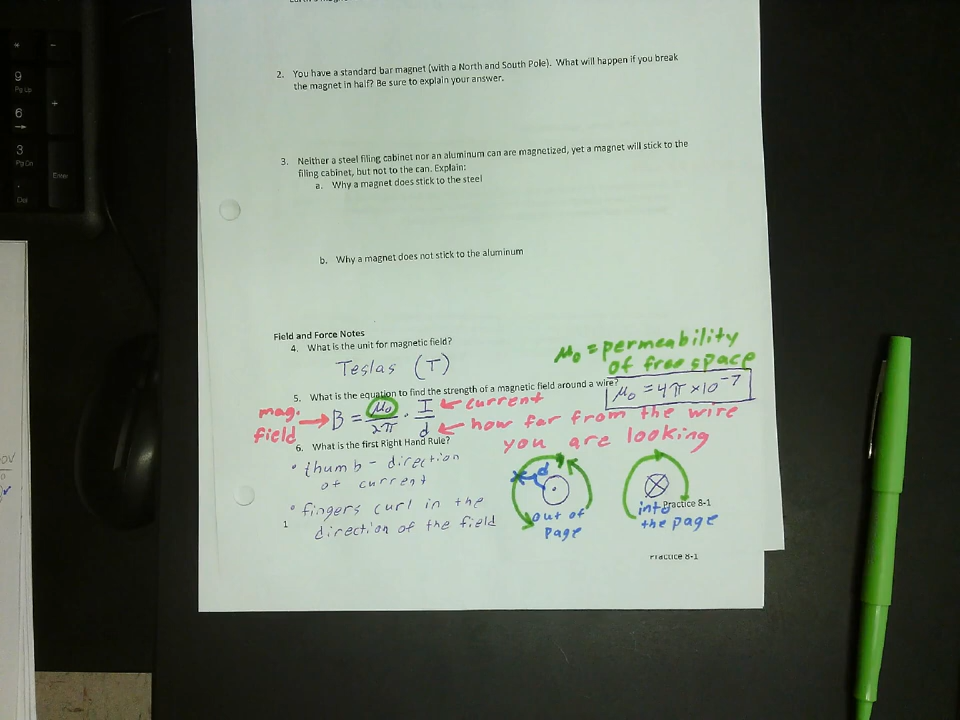 2. You have a standard bar magnet (with a North and South Pole). What will happen if you break
the magnet in half? Be sure to explain your answer.
3. Neither a steel filing cabinet nor an aluminum can are magnetized, yet a magnet will stick to the
filing cabinet, but not to the can. Explain:
a. Why a magnet does stick to the steel
b. Why a magnet does not stick to the aluminum
Field and Force Notes
4. What is the unit for magnetic field?
Teslas (T)
μ₀ = permeability
of free space
5. What is the equation to find the strength of a magnetic field around a wire?
μ₀ = 4π ×10⁻⁷
mag. field → B = μ₀/2π · I/d
← current
← how far from the wire
you are looking
6. What is the first Right Hand Rule?
• thumb - direction
of current
• fingers curl in the
direction of the field
d
out of
page
into
the page
Practice 8-1
1
Practice 8-1
*
-
9
Pg Up
+
6
→
3
Pg Dn
Enter
.
Del